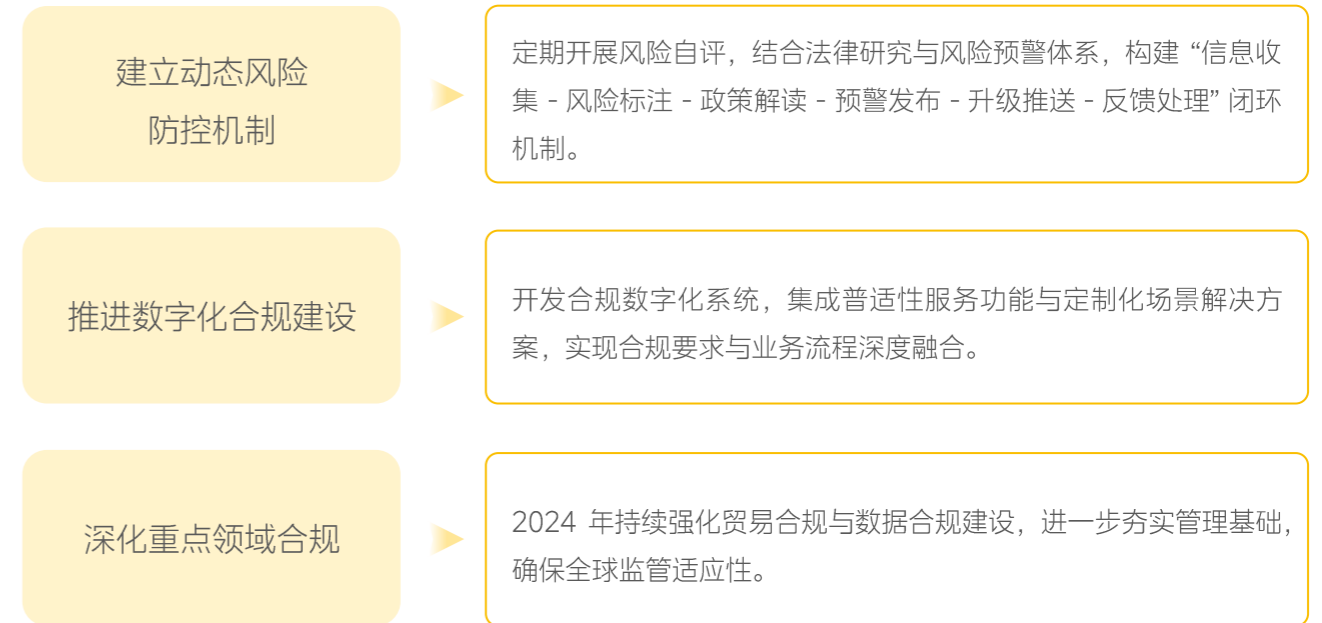 建立动态风险
防控机制
定期开展风险自评，结合法律研究与风险预警体系，构建 “信息收
集 - 风险标注 - 政策解读 - 预警发布 - 升级推送 - 反馈处理” 闭环
机制。
推进数字化合规建设
开发合规数字化系统，集成普适性服务功能与定制化场景解决方
案，实现合规要求与业务流程深度融合。
深化重点领域合规
2024 年持续强化贸易合规与数据合规建设，进一步夯实管理基础，
确保全球监管适应性。